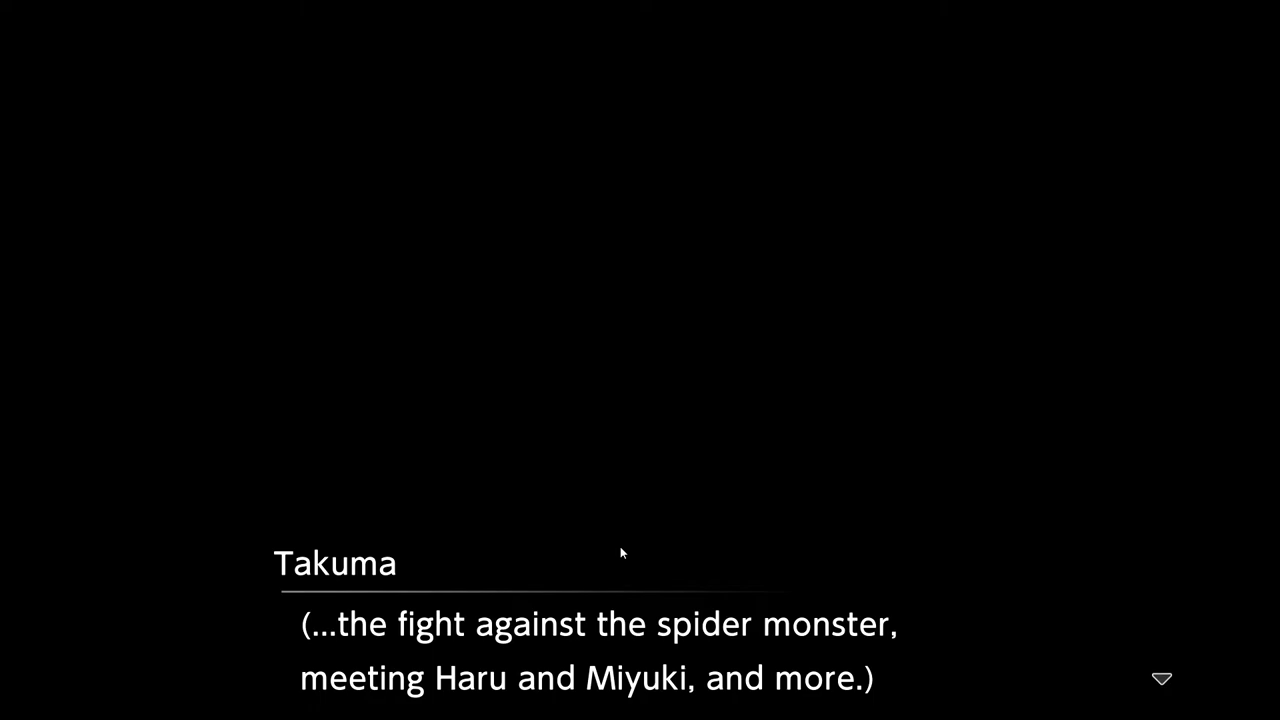 Takuma
(...the fight against the spider monster,
meeting Haru and Miyuki, and more.)